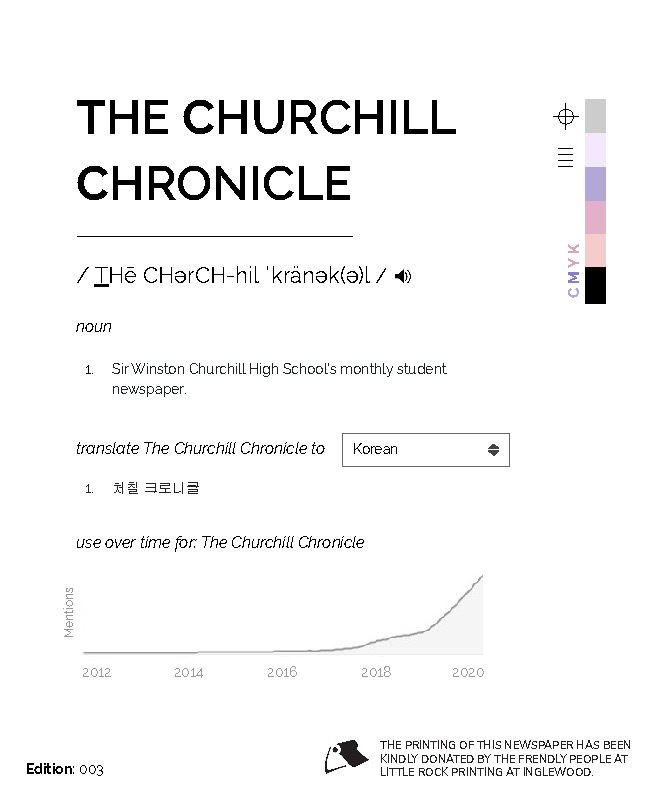 THE CHURCHILL
CHRONICLE
CMYK
/ THē CHərCH-hil ˈkränək(ə)l /
noun
1. Sir Winston Churchill High School's monthly student
newspaper.
translate The Churchill Chronicle to Korean
1. 처칠 크로니클
use over time for: The Churchill Chronicle
Mentions
2012 2014 2016 2018 2020
Edition: 003
THE PRINTING OF THIS NEWSPAPER HAS BEEN
KINDLY DONATED BY THE FRENDLY PEOPLE AT
LITTLE ROCK PRINTING AT INGLEWOOD.